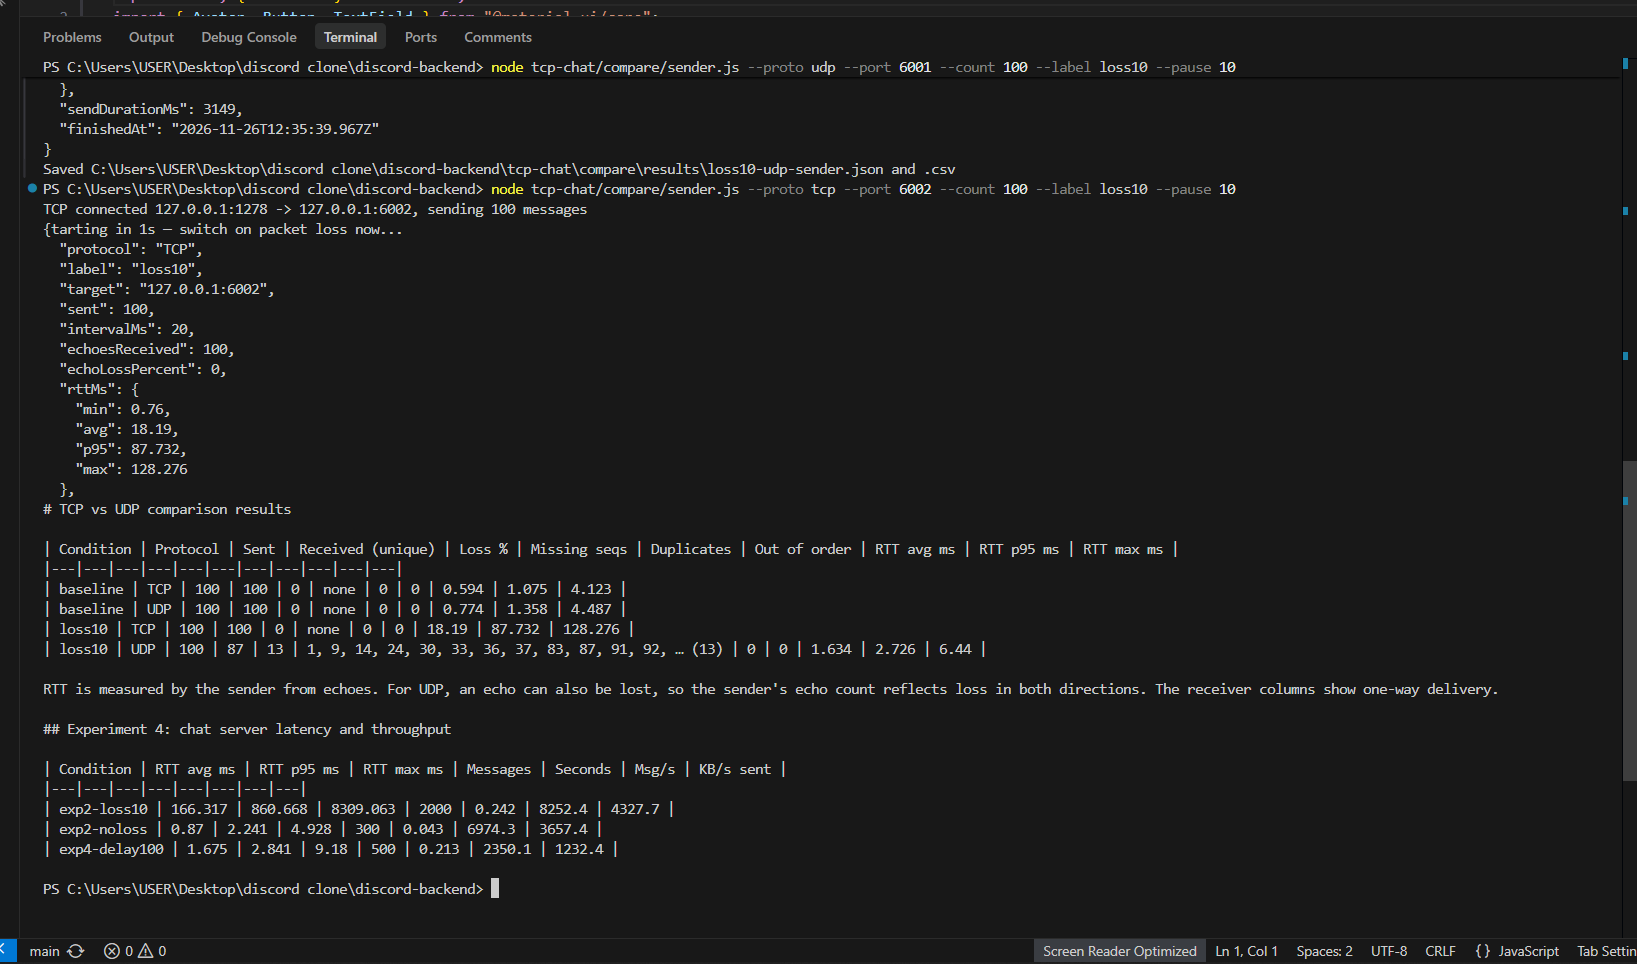 import { Avatar, Button, TextField } from "@material-ui/core";
Problems Output Debug Console Terminal Ports Comments
PS C:\Users\USER\Desktop\discord clone\discord-backend> node tcp-chat/compare/sender.js --proto udp --port 6001 --count 100 --label loss10 --pause 10
},
"sendDurationMs": 3149,
"finishedAt": "2026-11-26T12:35:39.967Z"
}
Saved C:\Users\USER\Desktop\discord clone\discord-backend\tcp-chat\compare\results\loss10-udp-sender.json and .csv
PS C:\Users\USER\Desktop\discord clone\discord-backend> node tcp-chat/compare/sender.js --proto tcp --port 6002 --count 100 --label loss10 --pause 10
TCP connected 127.0.0.1:1278 -> 127.0.0.1:6002, sending 100 messages
{tarting in 1s — switch on packet loss now...
"protocol": "TCP",
"label": "loss10",
"target": "127.0.0.1:6002",
"sent": 100,
"intervalMs": 20,
"echoesReceived": 100,
"echoLossPercent": 0,
"rttMs": {
"min": 0.76,
"avg": 18.19,
"p95": 87.732,
"max": 128.276
},
# TCP vs UDP comparison results
| Condition | Protocol | Sent | Received (unique) | Loss % | Missing seqs | Duplicates | Out of order | RTT avg ms | RTT p95 ms | RTT max ms |
|---|---|---|---|---|---|---|---|---|---|---|
| baseline | TCP | 100 | 100 | 0 | none | 0 | 0 | 0.594 | 1.075 | 4.123 |
| baseline | UDP | 100 | 100 | 0 | none | 0 | 0 | 0.774 | 1.358 | 4.487 |
| loss10 | TCP | 100 | 100 | 0 | none | 0 | 0 | 18.19 | 87.732 | 128.276 |
| loss10 | UDP | 100 | 87 | 13 | 1, 9, 14, 24, 30, 33, 36, 37, 83, 87, 91, 92, … (13) | 0 | 0 | 1.634 | 2.726 | 6.44 |
RTT is measured by the sender from echoes. For UDP, an echo can also be lost, so the sender's echo count reflects loss in both directions. The receiver columns show one-way delivery.
## Experiment 4: chat server latency and throughput
| Condition | RTT avg ms | RTT p95 ms | RTT max ms | Messages | Seconds | Msg/s | KB/s sent |
|---|---|---|---|---|---|---|---|
| exp2-loss10 | 166.317 | 860.668 | 8309.063 | 2000 | 0.242 | 8252.4 | 4327.7 |
| exp2-noloss | 0.87 | 2.241 | 4.928 | 300 | 0.043 | 6974.3 | 3657.4 |
| exp4-delay100 | 1.675 | 2.841 | 9.18 | 500 | 0.213 | 2350.1 | 1232.4 |
PS C:\Users\USER\Desktop\discord clone\discord-backend>
main 0 0 Screen Reader Optimized Ln 1, Col 1 Spaces: 2 UTF-8 CRLF {} JavaScript Tab Settin